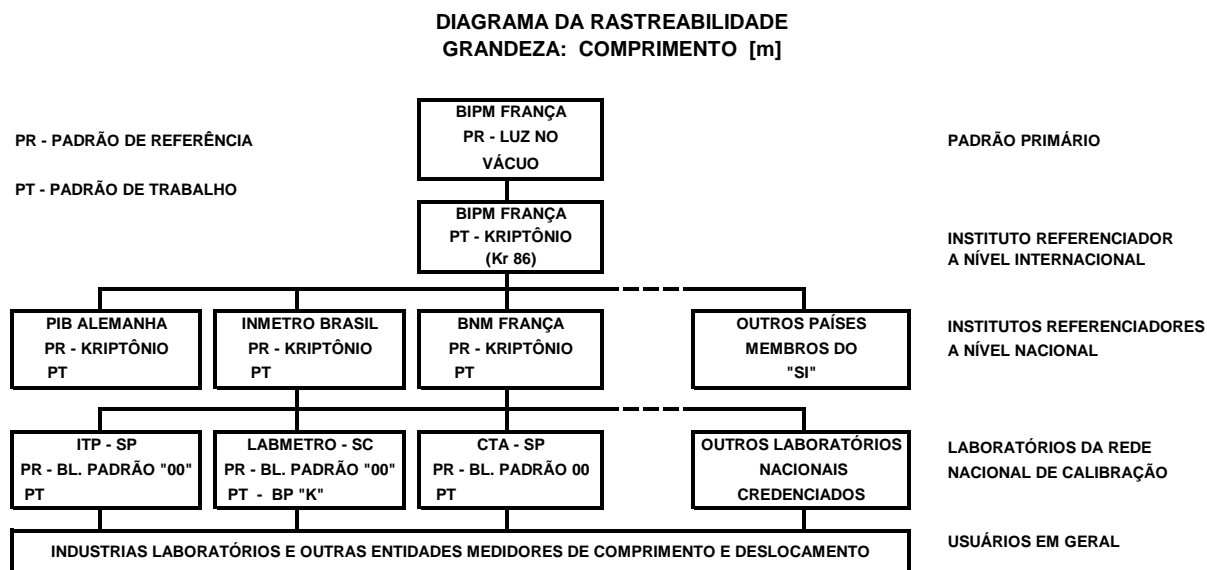 DIAGRAMA DA RASTREABILIDADE
GRANDEZA: COMPRIMENTO [m]
PR - PADRÃO DE REFERÊNCIA
PT - PADRÃO DE TRABALHO
BIPM FRANÇA
PR - LUZ NO
VÁCUO
PADRÃO PRIMÁRIO
BIPM FRANÇA
PT - KRIPTÔNIO
(Kr 86)
INSTITUTO REFERENCIADOR
A NÍVEL INTERNACIONAL
PIB ALEMANHA
PR - KRIPTÔNIO
PT
INMETRO BRASIL
PR - KRIPTÔNIO
PT
BNM FRANÇA
PR - KRIPTÔNIO
PT
OUTROS PAÍSES
MEMBROS DO
"SI"
INSTITUTOS REFERENCIADORES
A NÍVEL NACIONAL
ITP - SP
PR - BL. PADRÃO "00"
PT
LABMETRO - SC
PR - BL. PADRÃO "00"
PT - BP "K"
CTA - SP
PR - BL. PADRÃO 00
PT
OUTROS LABORATÓRIOS
NACIONAIS
CREDENCIADOS
LABORATÓRIOS DA REDE
NACIONAL DE CALIBRAÇÃO
INDUSTRIAS LABORATÓRIOS E OUTRAS ENTIDADES MEDIDORES DE COMPRIMENTO E DESLOCAMENTO
USUÁRIOS EM GERAL